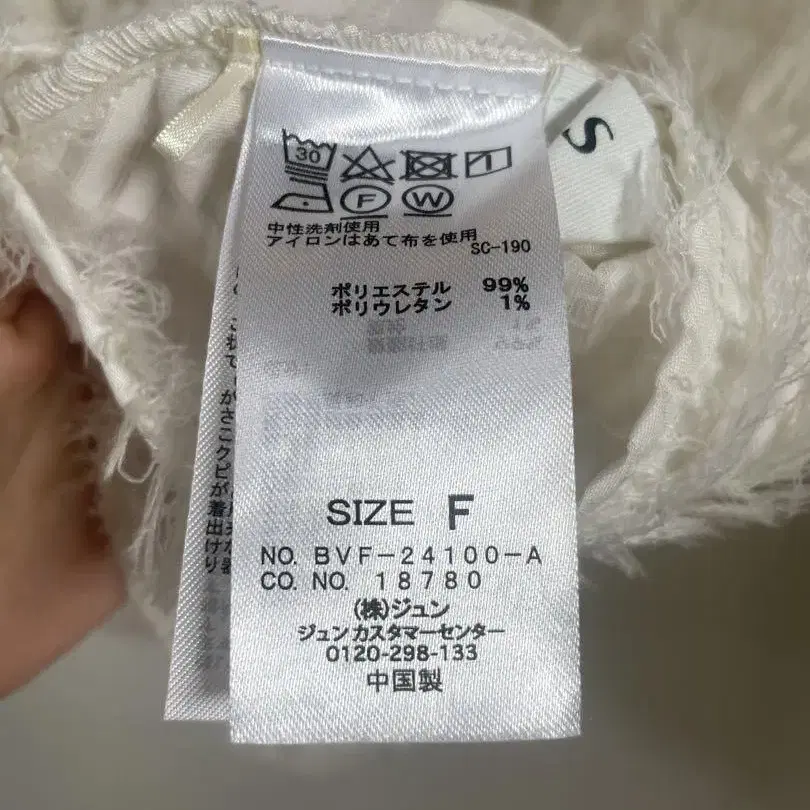 30
F W
中性洗剤使用
アイロンはあて布を使用
SC-190
ポリエステル 99%
ポリウレタン 1%
SIZE F
NO. BVF-24100-A
CO. NO. 18780
(株)ジュン
ジュンカスタマーセンター
0120-298-133
中国製
S